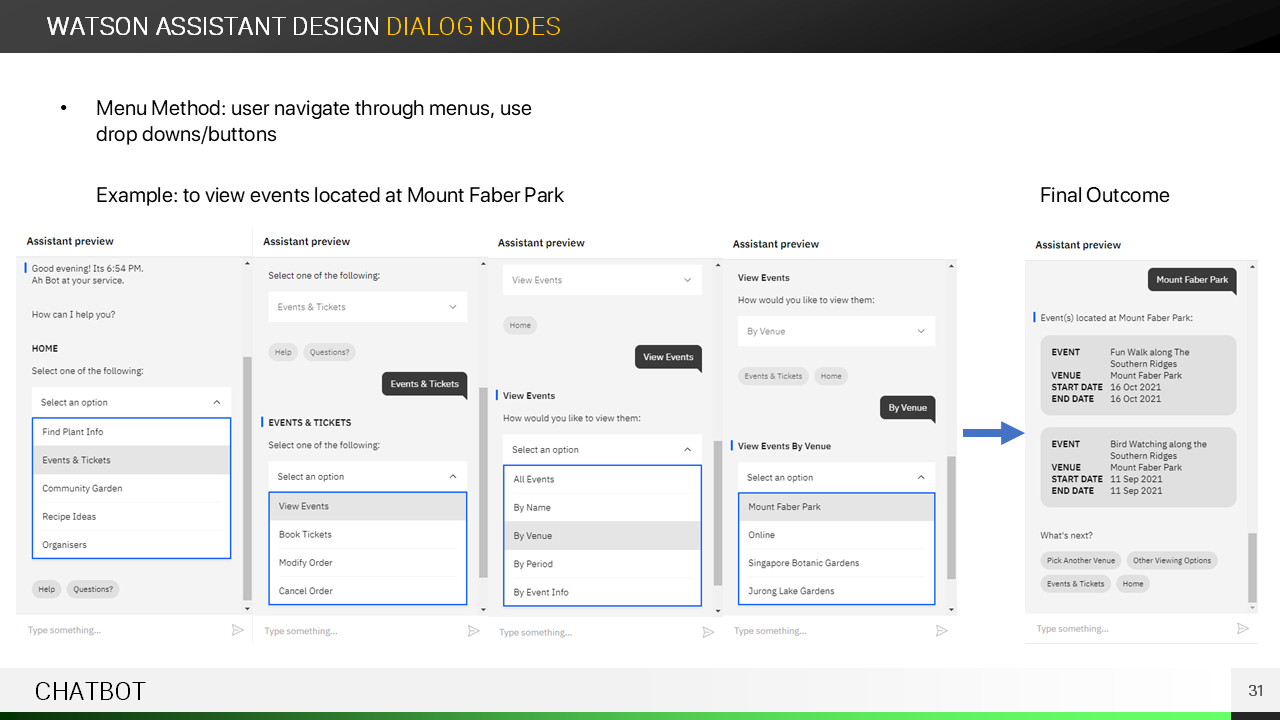 WATSON ASSISTANT DESIGN DIALOG NODES
• Menu Method: user navigate through menus, use
drop downs/buttons
Example: to view events located at Mount Faber Park
Final Outcome
Assistant preview
Good evening! Its 6:54 PM.
Ah Bot at your service.
How can I help you?
HOME
Select one of the following:
Select an option
Find Plant Info
Events & Tickets
Community Garden
Recipe Ideas
Organisers
Help Questions?
Type something...
Assistant preview
Select one of the following:
Events & Tickets
Help Questions?
Events & Tickets
EVENTS & TICKETS
Select one of the following:
Select an option
View Events
Book Tickets
Modify Order
Cancel Order
Type something...
Assistant preview
View Events
Home
View Events
View Events
How would you like to view them:
Select an option
All Events
By Name
By Venue
By Period
By Event Info
Type something...
Assistant preview
View Events
How would you like to view them:
By Venue
Events & Tickets Home
By Venue
View Events By Venue
Select an option
Mount Faber Park
Online
Singapore Botanic Gardens
Jurong Lake Gardens
Type something...
Assistant preview
Mount Faber Park
Event(s) located at Mount Faber Park:
EVENT Fun Walk along The
Southern Ridges
VENUE Mount Faber Park
START DATE 16 Oct 2021
END DATE 16 Oct 2021
EVENT Bird Watching along the
Southern Ridges
VENUE Mount Faber Park
START DATE 11 Sep 2021
END DATE 11 Sep 2021
What's next?
Pick Another Venue Other Viewing Options
Events & Tickets Home
Type something...
CHATBOT
31